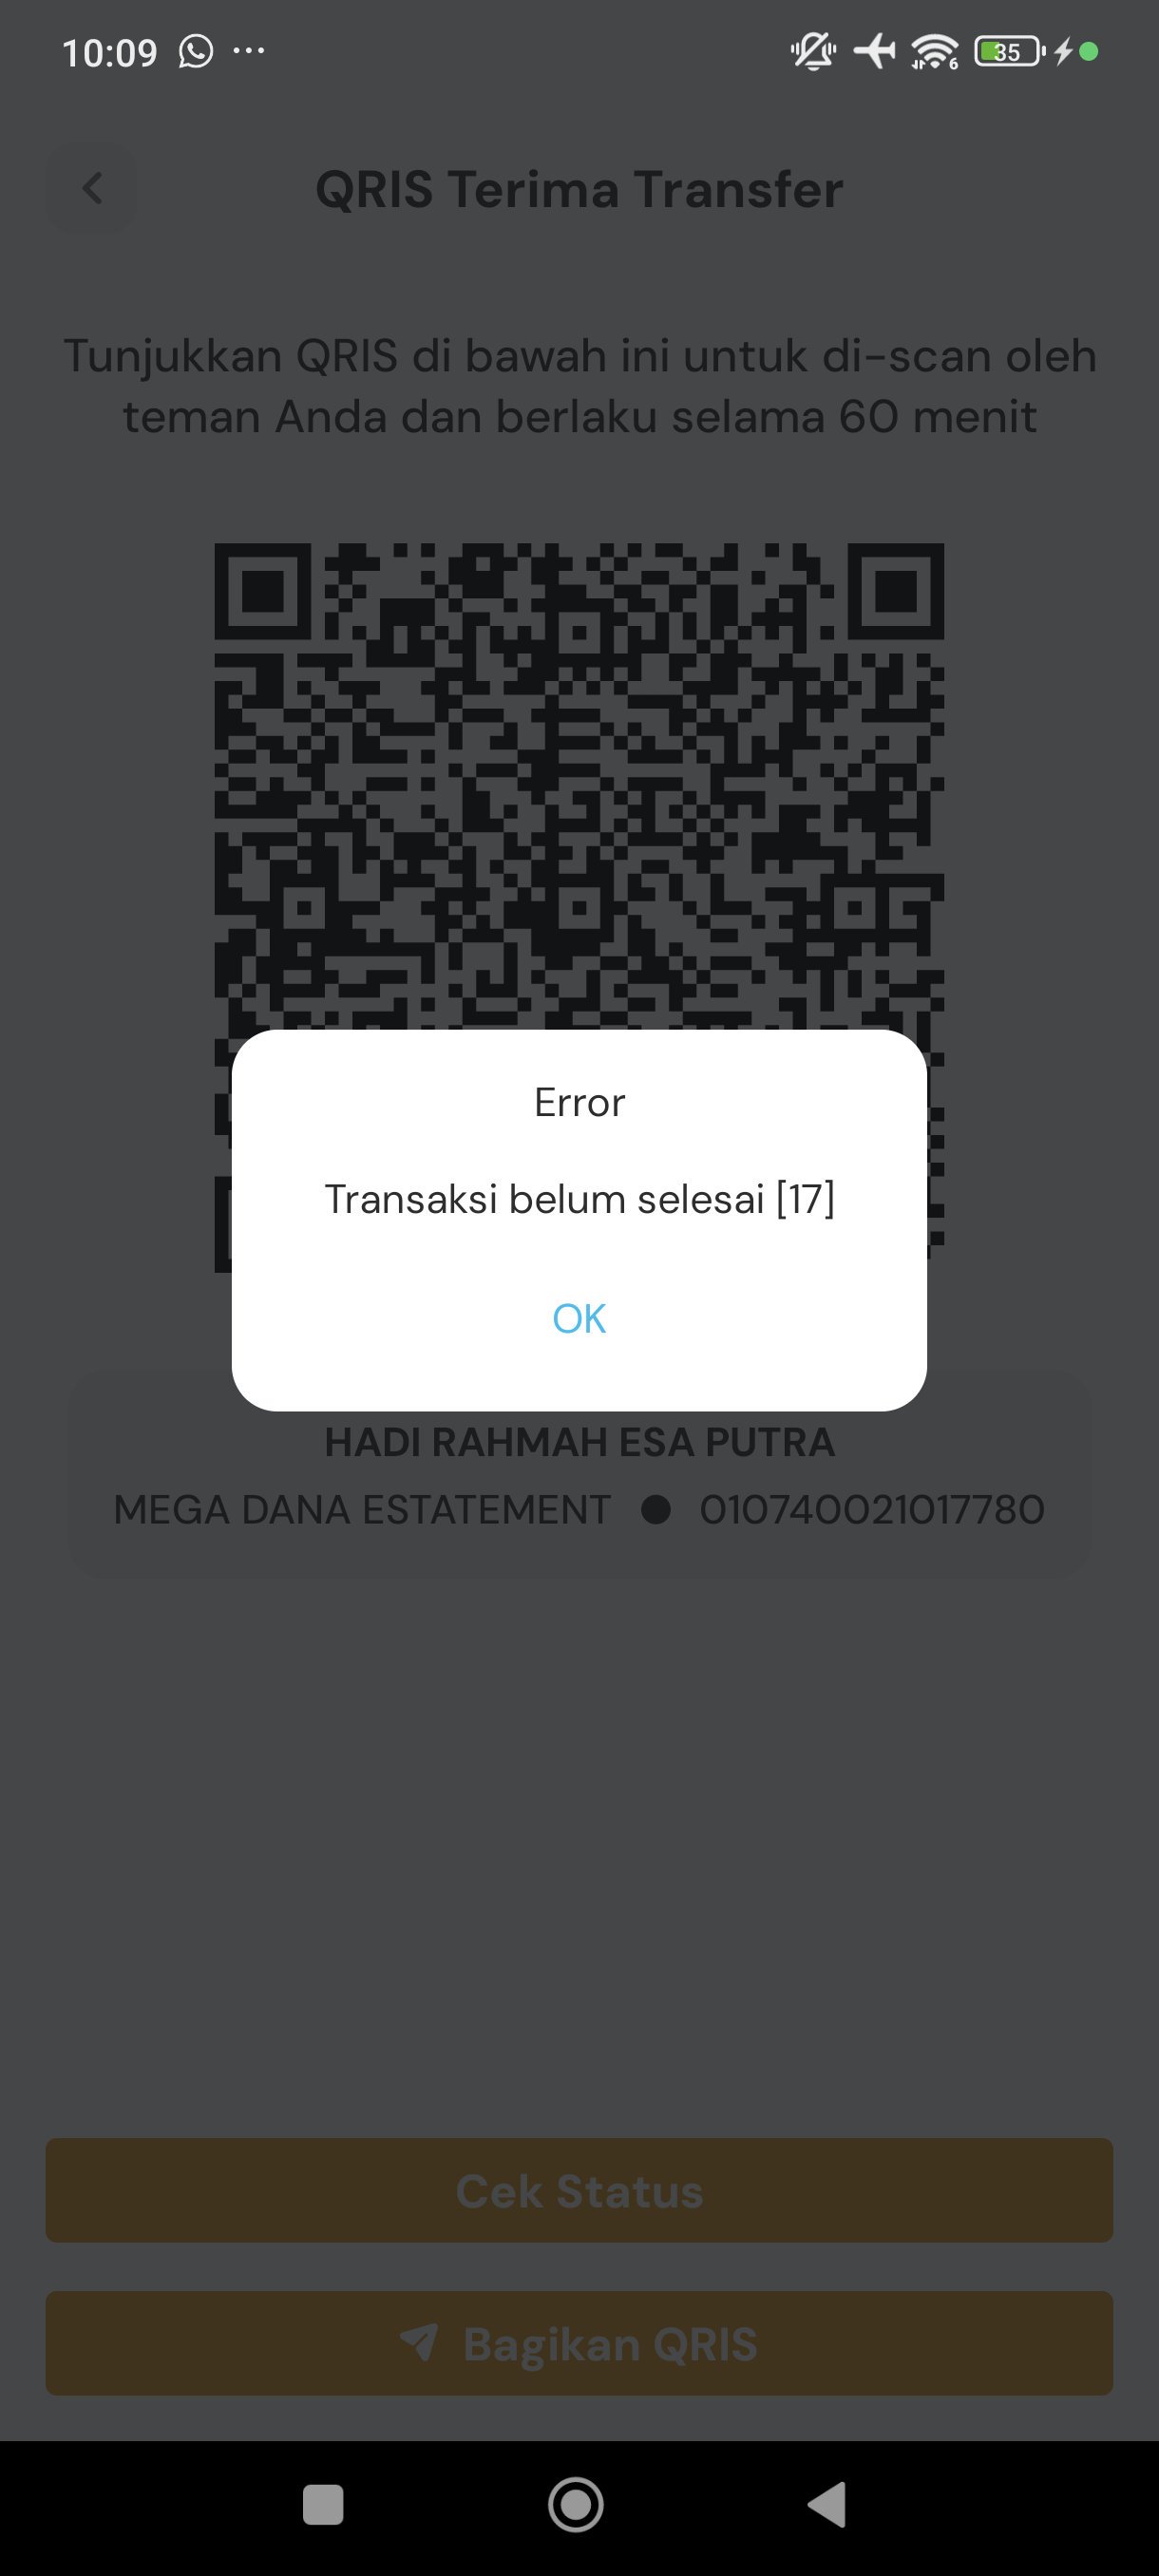 10:09
6
35
QRIS Terima Transfer
Tunjukkan QRIS di bawah ini untuk di-scan oleh
teman Anda dan berlaku selama 60 menit
Error
Transaksi belum selesai [17]
OK
HADI RAHMAH ESA PUTRA
MEGA DANA ESTATEMENT ● 010740021017780
Cek Status
Bagikan QRIS